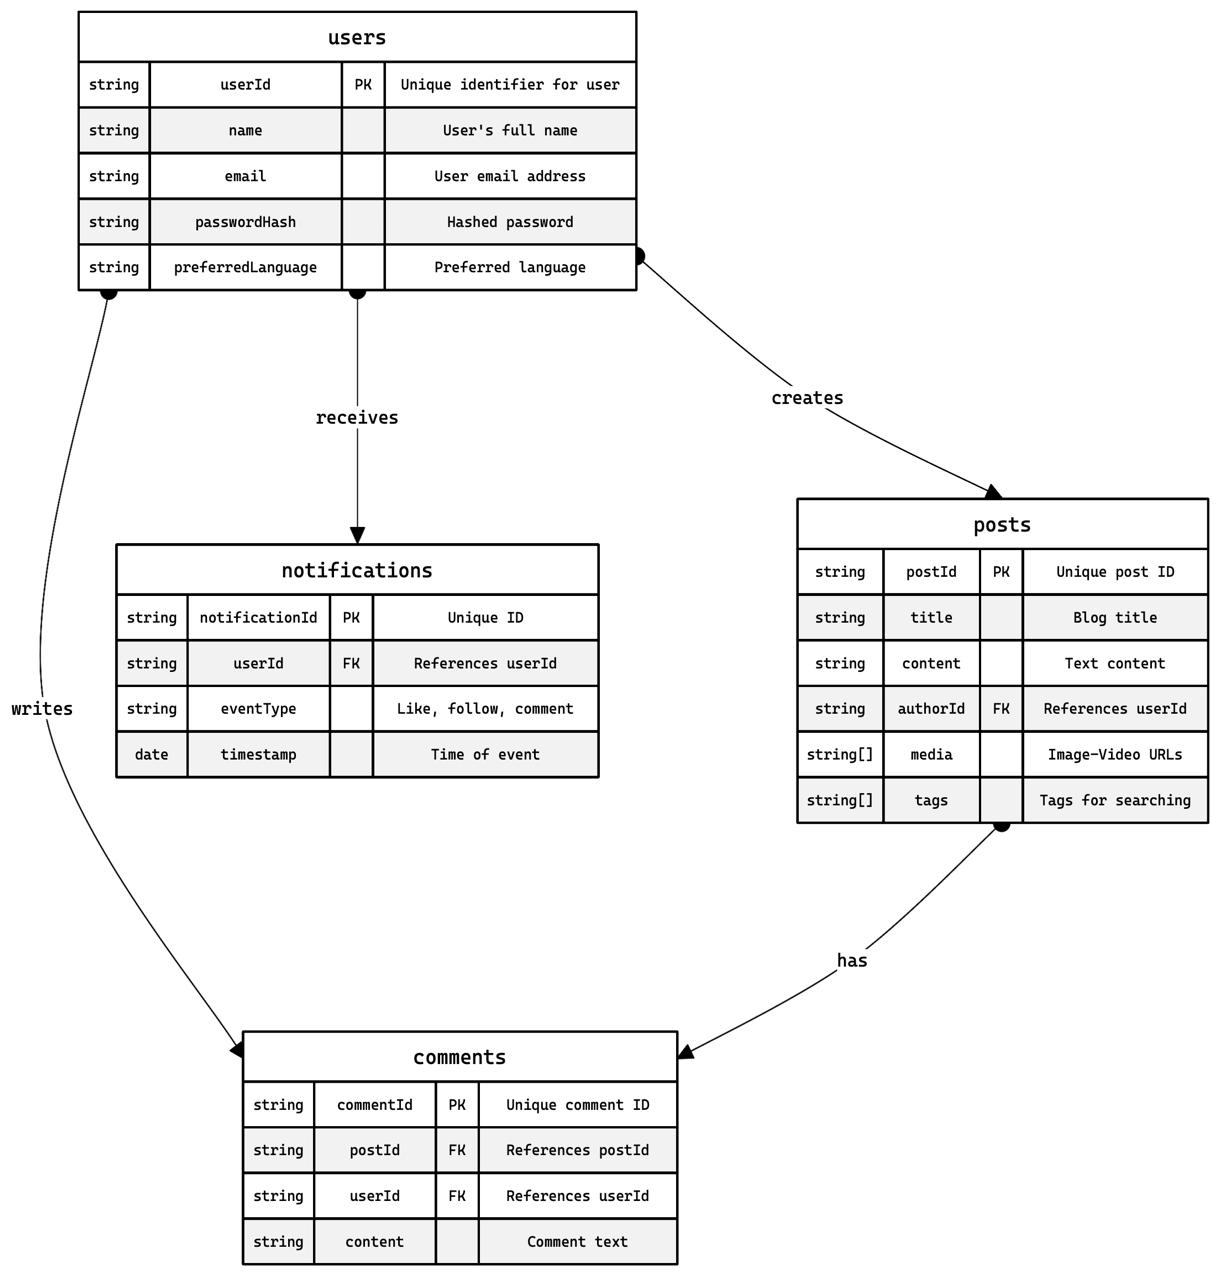 users
string userId PK Unique identifier for user
string name User's full name
string email User email address
string passwordHash Hashed password
string preferredLanguage Preferred language
creates
receives
posts
string postId PK Unique post ID
string title Blog title
string content Text content
string authorId FK References userId
string[] media Image-Video URLs
string[] tags Tags for searching
notifications
string notificationId PK Unique ID
string userId FK References userId
string eventType Like, follow, comment
date timestamp Time of event
writes
has
comments
string commentId PK Unique comment ID
string postId FK References postId
string userId FK References userId
string content Comment text